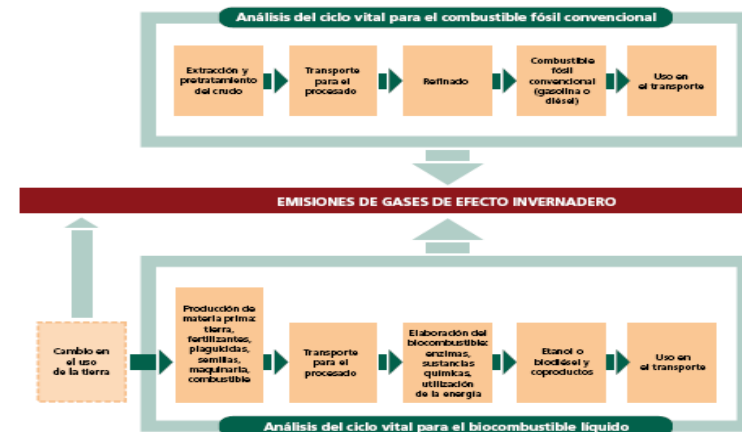 Análisis del ciclo vital para el combustible fósil convencional
Extracción y
pretratamiento
del crudo
Transporte
para el
procesado
Refinado
Combustible
fósil
convencional
(gasolina o
diésel)
Uso en
el transporte
EMISIONES DE GASES DE EFECTO INVERNADERO
Cambio en
el uso
de la tierra
Producción de
materia prima:
tierra,
fertilizantes,
plaguicidas,
semillas,
maquinaria,
combustible
Transporte
para el
procesado
Elaboración del
biocombustible:
enzimas,
sustancias
químicas,
utilización
de la energía
Etanol o
biodiésel y
coproductos
Uso en
el transporte
Análisis del ciclo vital para el biocombustible líquido